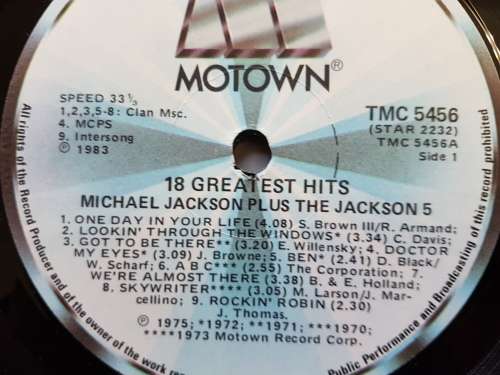 MOTOWN®
SPEED 33⅓
1,2,3,5-8: Clan Msc.
4. MCPS
9. Intersong
℗ 1983
TMC 5456
(STAR 2232)
TMC 5456A
Side 1
18 GREATEST HITS
MICHAEL JACKSON PLUS THE JACKSON 5
1. ONE DAY IN YOUR LIFE (4.08) S. Brown III/R. Armand;
2. LOOKIN' THROUGH THE WINDOWS* (3.34) C. Davis;
3. GOT TO BE THERE** (3.20) E. Willensky; 4. DOCTOR
MY EYES* (3.09) J. Browne; 5. BEN* (2.41) D. Black/
W. Scharf; 6. A B C*** (2.55) The Corporation; 7.
WE'RE ALMOST THERE (3.38) B. & E. Holland;
8. SKYWRITER**** (3.05) M. Larson/J. Mar-
cellino; 9. ROCKIN' ROBIN (2.30)
J. Thomas.
℗ 1975; *1972; **1971; ***1970;
****1973 Motown Record Corp.
All rights of the Record Producer and of the owner of the work
Public Performance and Broadcasting of this record prohibited